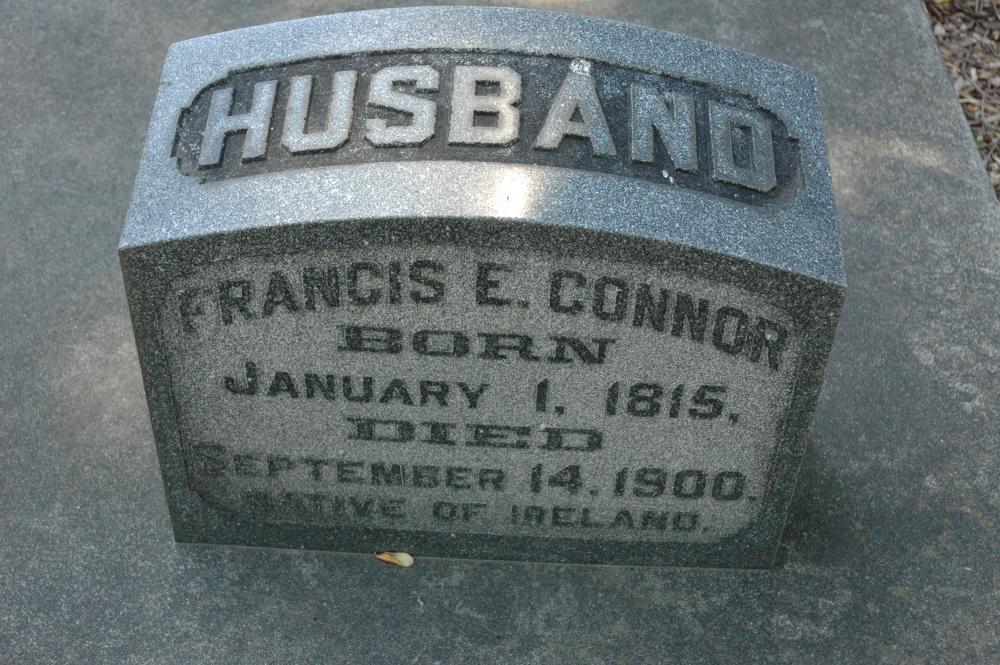 HUSBAND
FRANCIS E. CONNOR
BORN
JANUARY 1, 1815,
DIED
SEPTEMBER 14, 1900.
NATIVE OF IRELAND.